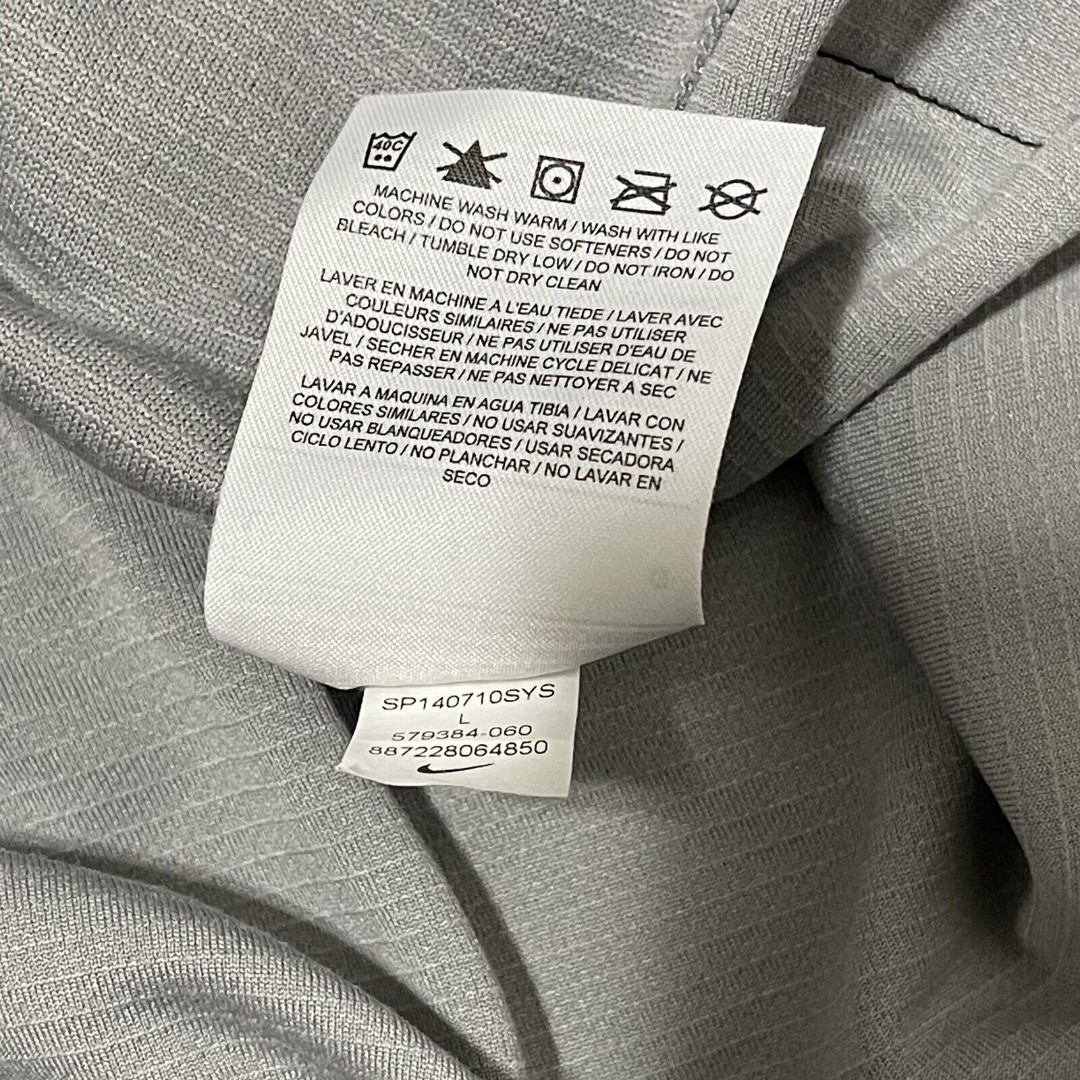 40C
MACHINE WASH WARM / WASH WITH LIKE
COLORS / DO NOT USE SOFTENERS / DO NOT
BLEACH / TUMBLE DRY LOW / DO NOT IRON / DO
NOT DRY CLEAN
LAVER EN MACHINE A L'EAU TIEDE / LAVER AVEC
COULEURS SIMILAIRES / NE PAS UTILISER
D'ADOUCISSEUR / NE PAS UTILISER D'EAU DE
JAVEL / SECHER EN MACHINE CYCLE DELICAT / NE
PAS REPASSER / NE PAS NETTOYER A SEC
LAVAR A MAQUINA EN AGUA TIBIA / LAVAR CON
COLORES SIMILARES / NO USAR SUAVIZANTES /
NO USAR BLANQUEADORES / USAR SECADORA
CICLO LENTO / NO PLANCHAR / NO LAVAR EN
SECO
SP140710SYS
L
579384-060
887228064850